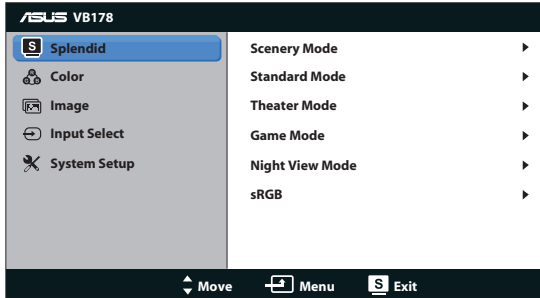 ASUS VB178
S Splendid
Color
Image
Input Select
System Setup
Scenery Mode
Standard Mode
Theater Mode
Game Mode
Night View Mode
sRGB
Move Menu S Exit